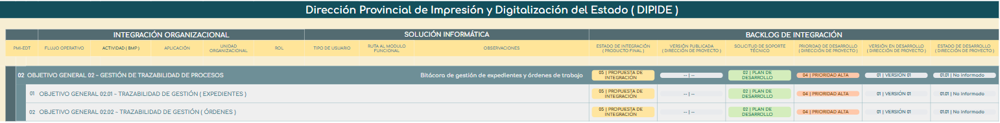 Dirección Provincial de Impresión y Digitalización del Estado ( DIPIDE )
INTEGRACIÓN ORGANIZACIONAL
SOLUCIÓN INFORMÁTICA
BACKLOG DE INTEGRACIÓN
PMI-EDT
FLUJO OPERATIVO
ACTIVIDAD ( BMP )
APLICACIÓN
UNIDAD
ORGANIZACIONAL
ROL
TIPO DE USUARIO
RUTA AL MODULO
FUNCIONAL
OBSERVACIONES
ESTADO DE INTEGRACIÓN
( PRODUCTO FINAL )
VERSIÓN PUBLICADA
( DIRECCIÓN DE PROYECTO )
SOLICITUD DE SOPORTE
TÉCNICO
PRIORIDAD DE DESARROLLO
( DIRECCIÓN DE PROYECTO )
VERSIÓN EN DESARROLLO
( DIRECCIÓN DE PROYECTO )
ESTADO DE DESARROLLO
( DIRECCIÓN DE PROYECTO )
02 OBJETIVO GENERAL 02 - GESTIÓN DE TRAZABILIDAD DE PROCESOS
Bitácora de gestión de expedientes y órdenes de trabajo
05 | PROPUESTA DE
INTEGRACIÓN
-- | --
02 | PLAN DE
DESARROLLO
04 | PRIORIDAD ALTA
01 | VERSIÓN 01
01.01 | No informado
01 OBJETIVO GENERAL 02.01 - TRAZABILIDAD DE GESTIÓN ( EXPEDIENTES )
05 | PROPUESTA DE
INTEGRACIÓN
-- | --
02 | PLAN DE
DESARROLLO
04 | PRIORIDAD ALTA
01 | VERSIÓN 01
01.01 | No informado
02 OBJETIVO GENERAL 02.02 - TRAZABILIDAD DE GESTIÓN ( ÓRDENES )
05 | PROPUESTA DE
INTEGRACIÓN
-- | --
02 | PLAN DE
DESARROLLO
04 | PRIORIDAD ALTA
01 | VERSIÓN 01
01.01 | No informado